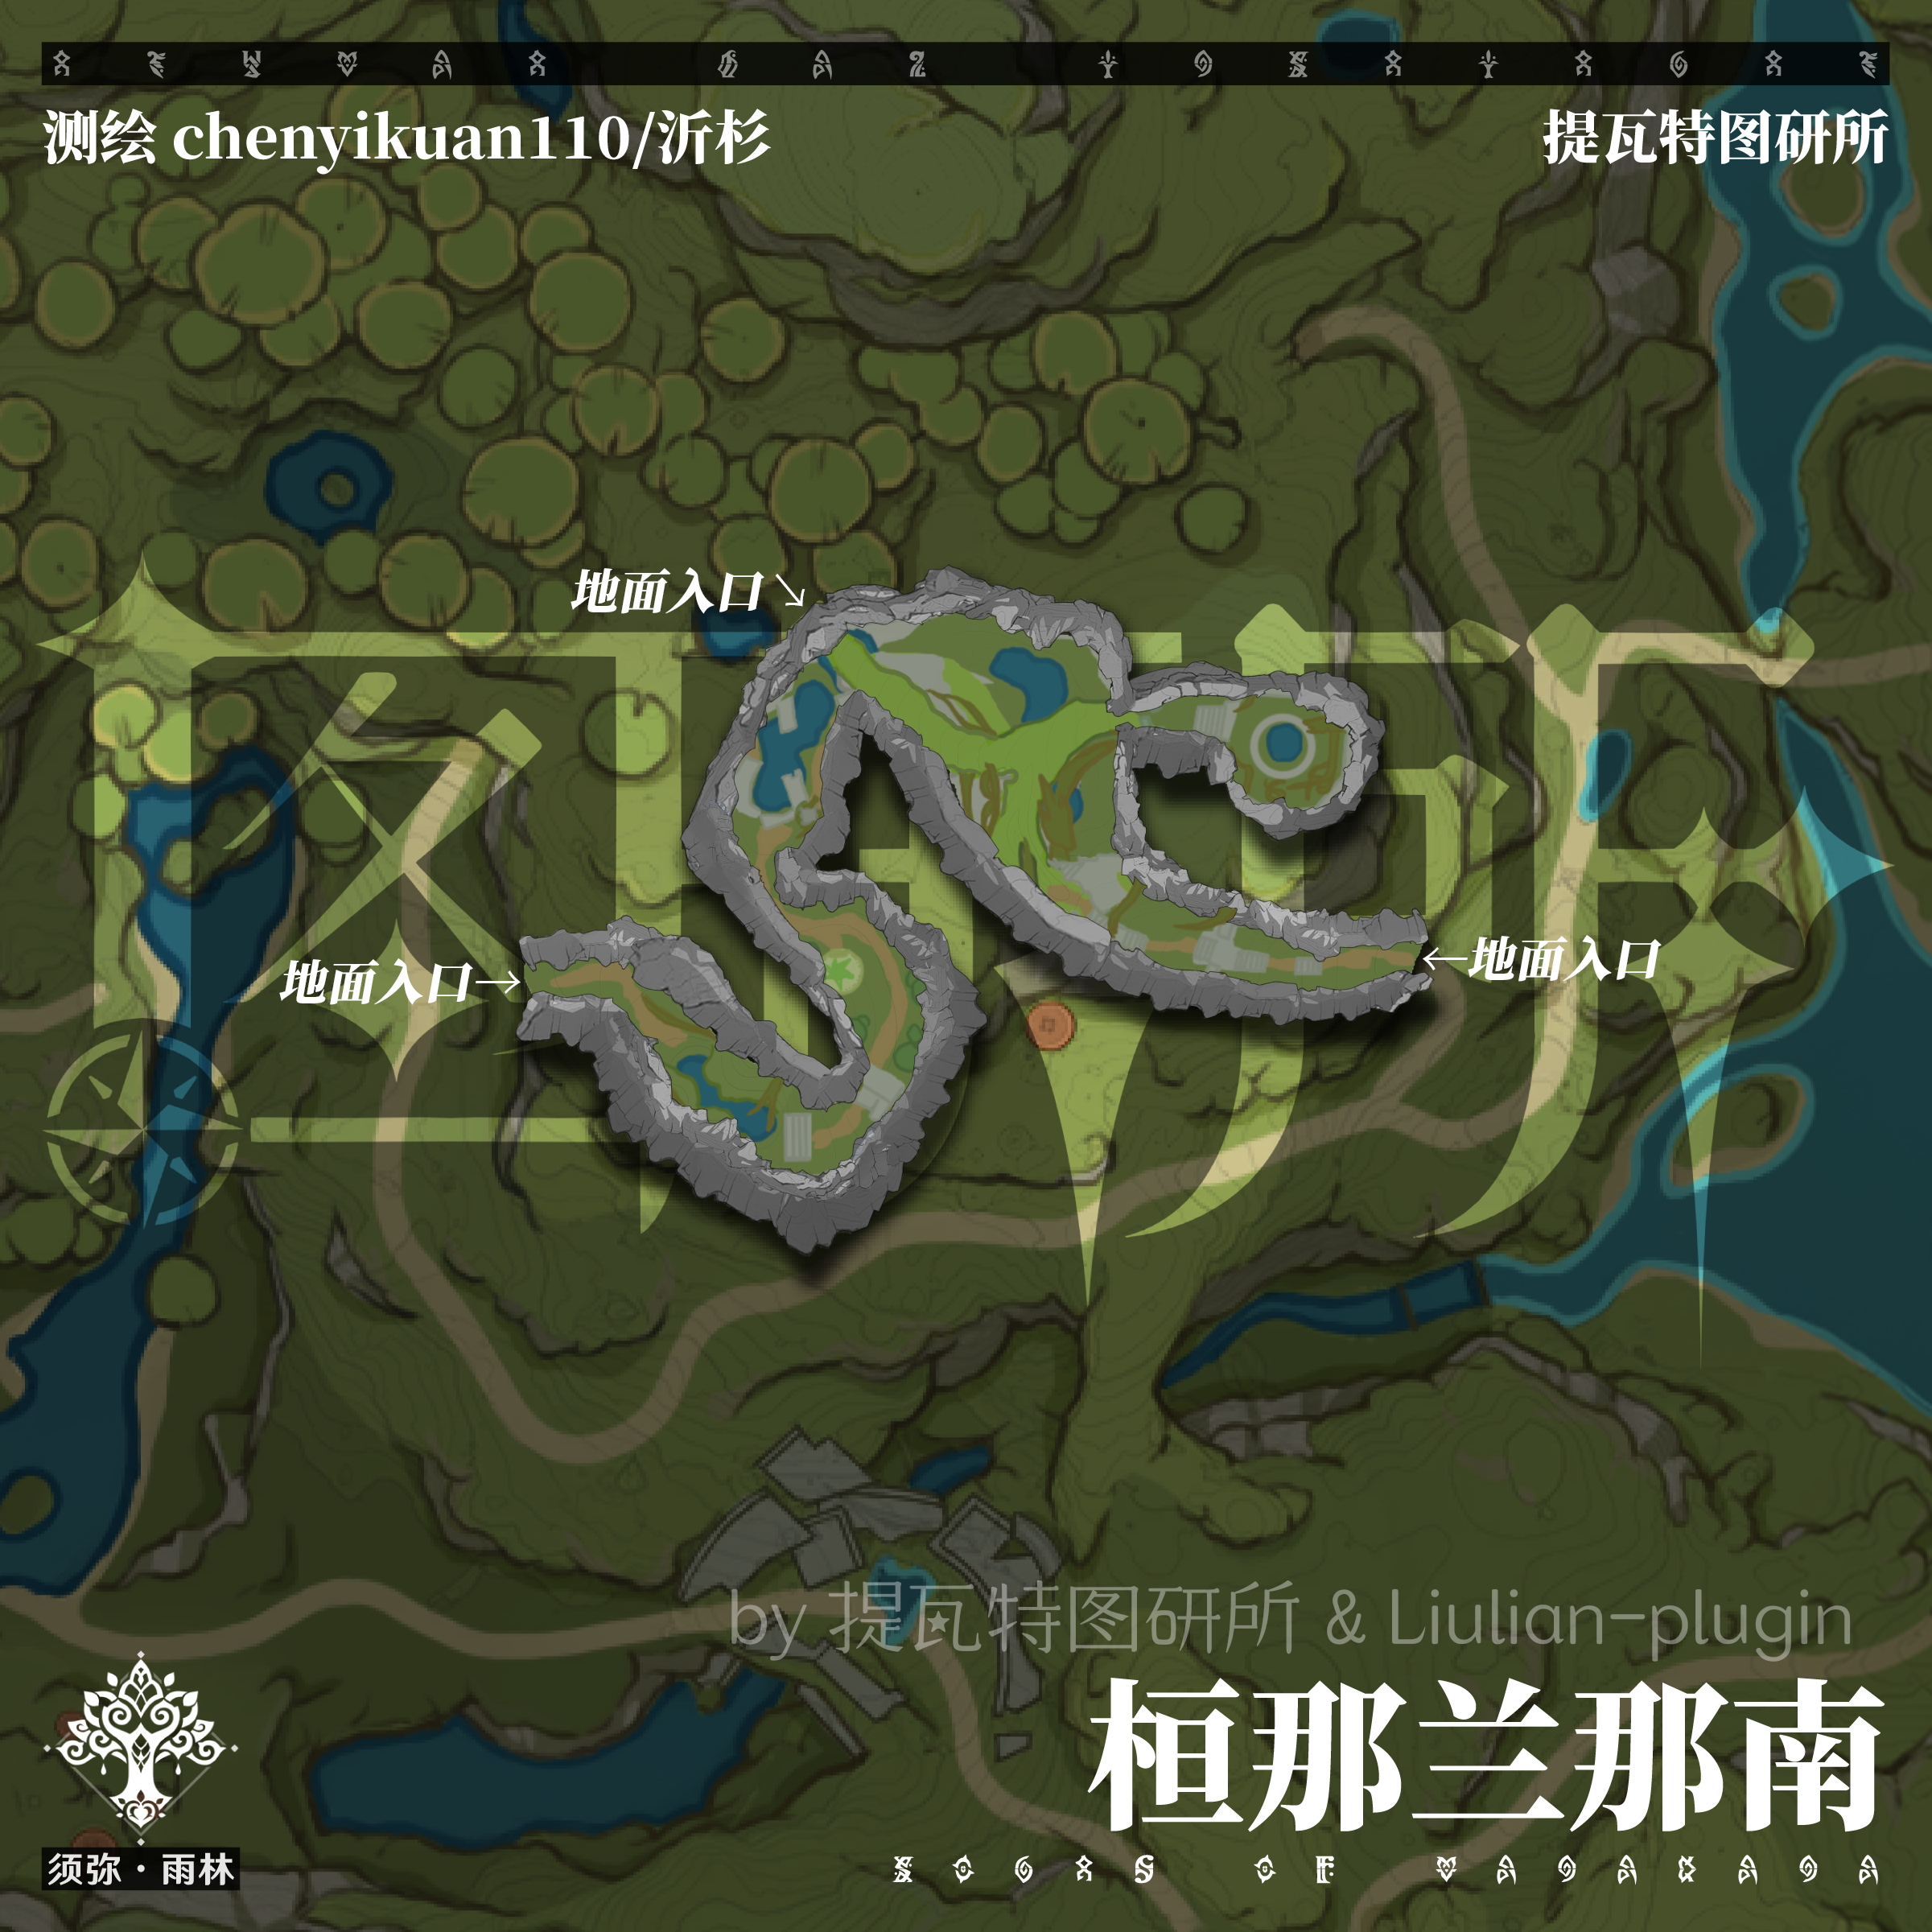 测绘 chenyikuan110/沂杉
提瓦特图研所
地面入口↘
图研所
地面入口→
←地面入口
by 提瓦特图研所 & Liulian-plugin
桓那兰那南
须弥·雨林